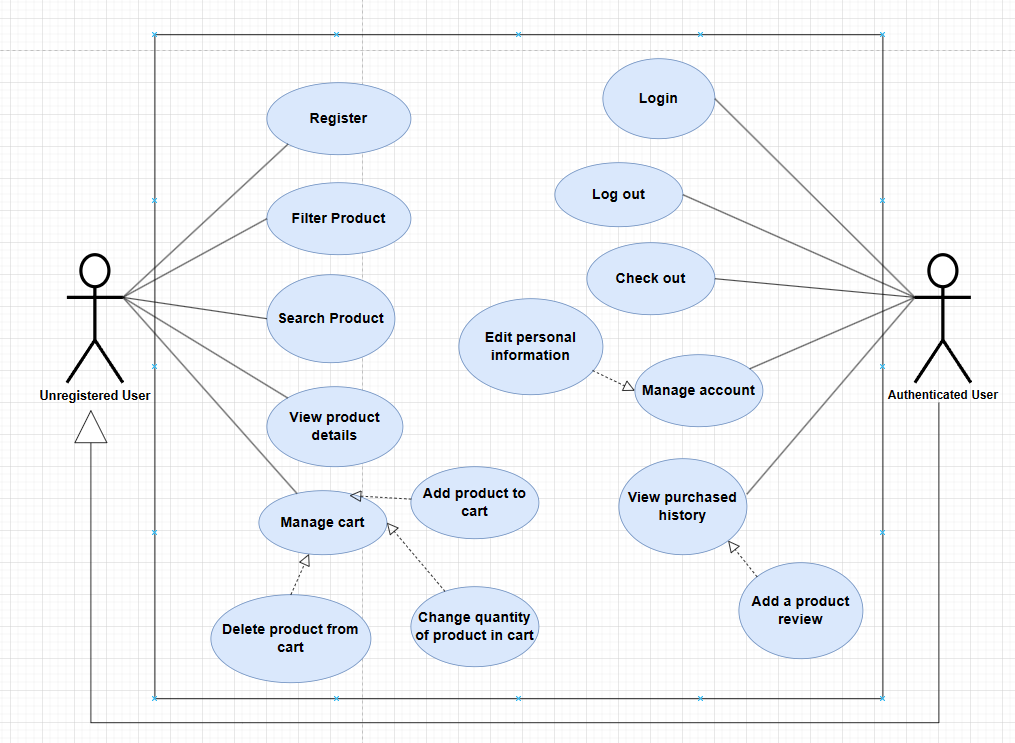 Register
Login
Log out
Filter Product
Check out
Search Product
Edit personal
information
Manage account
Unregistered User
Authenticated User
View product
details
Add product to
cart
View purchased
history
Manage cart
Change quantity
of product in cart
Delete product from
cart
Add a product
review